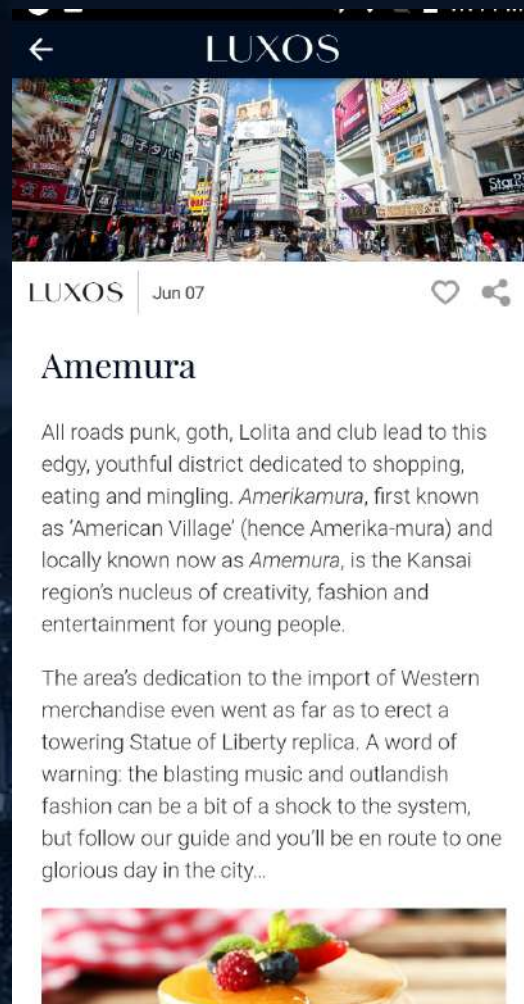 LUXOS
LUXOS
Jun 07
Amemura
All roads punk, goth, Lolita and club lead to this
edgy, youthful district dedicated to shopping,
eating and mingling. Amerikamura, first known
as ‘American Village’ (hence Amerika-mura) and
locally known now as Amemura, is the Kansai
region’s nucleus of creativity, fashion and
entertainment for young people.
The area’s dedication to the import of Western
merchandise even went as far as to erect a
towering Statue of Liberty replica. A word of
warning: the blasting music and outlandish
fashion can be a bit of a shock to the system,
but follow our guide and you’ll be en route to one
glorious day in the city...